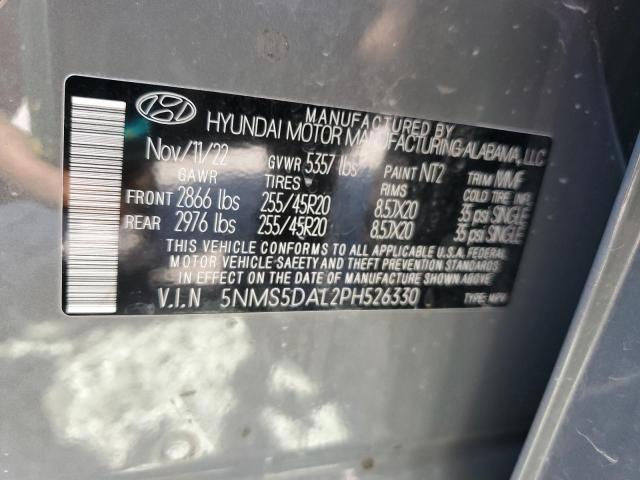 MANUFACTURED BY
HYUNDAI MOTOR MANUFACTURING ALABAMA, LLC
Nov/11/22 GVWR 5357 lbs PAINT NT2 TRIM MMF
GAWR TIRES RIMS COLD TIRE INFL
FRONT 2866 lbs 255/45R20 8.5JX20 35 psi SINGLE
REAR 2976 lbs 255/45R20 8.5JX20 35 psi SINGLE
THIS VEHICLE CONFORMS TO ALL APPLICABLE U.S.A. FEDERAL
MOTOR VEHICLE SAFETY AND THEFT PREVENTION STANDARDS
IN EFFECT ON THE DATE OF MANUFACTURE SHOWN ABOVE.
V.I.N 5NMS5DAL2PH526330 TYPE: MPV